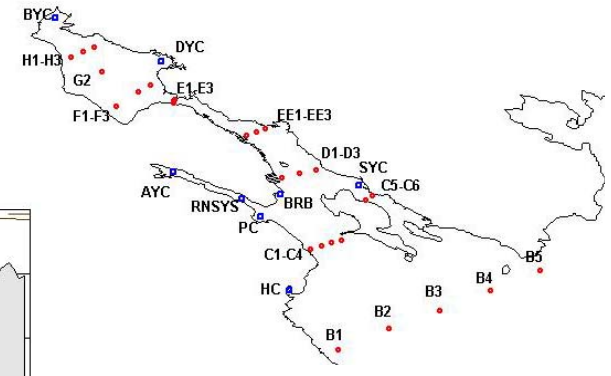 BYC
DYC
H1-H3
G2
E1-E3
F1-F3
EE1-EE3
D1-D3
SYC
C5-C6
AYC
RNSYS
BRB
PC
C1-C4
B5
B4
HC
B3
B2
B1